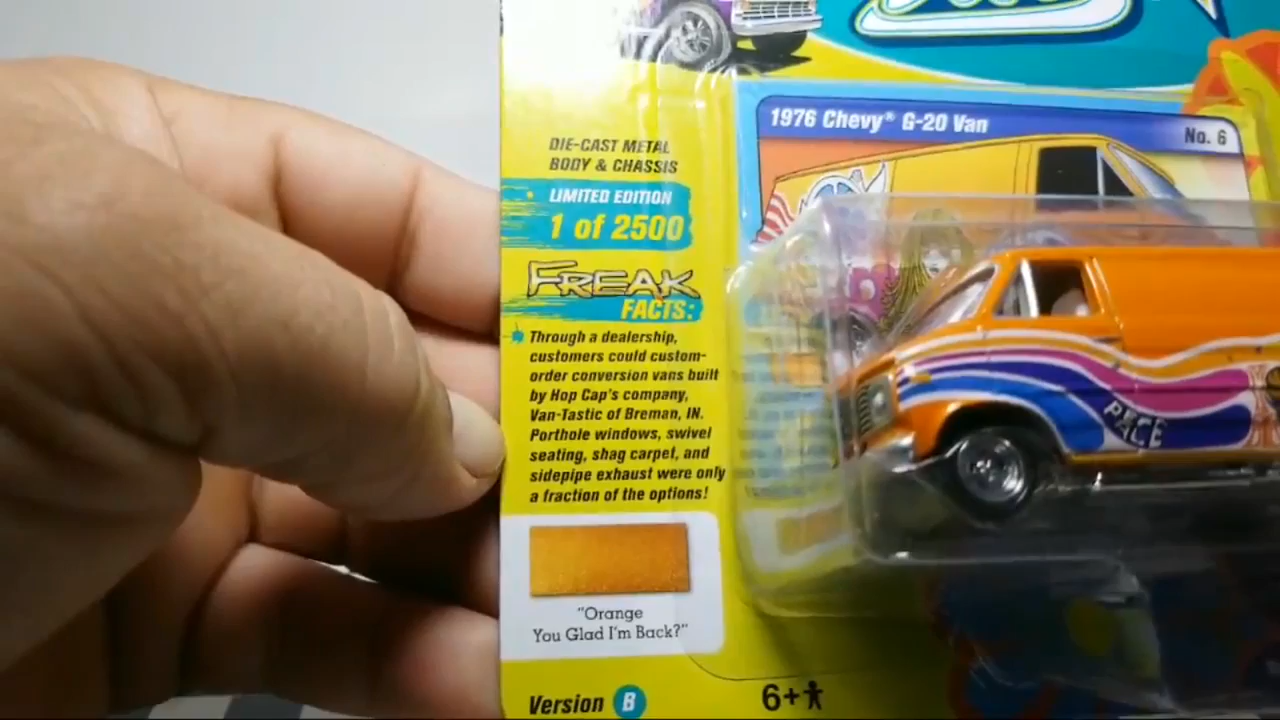 1976 Chevy® G-20 Van
No. 6
DIE-CAST METAL
BODY & CHASSIS
LIMITED EDITION
1 of 2500
FREAK
FACTS:
Through a dealership,
customers could custom-
order conversion vans built
by Hop Cap's company,
Van-Tastic of Breman, IN.
Porthole windows, swivel
seating, shag carpet, and
sidepipe exhaust were only
a fraction of the options!
"Orange
You Glad I'm Back?"
Version B
6+
PACE